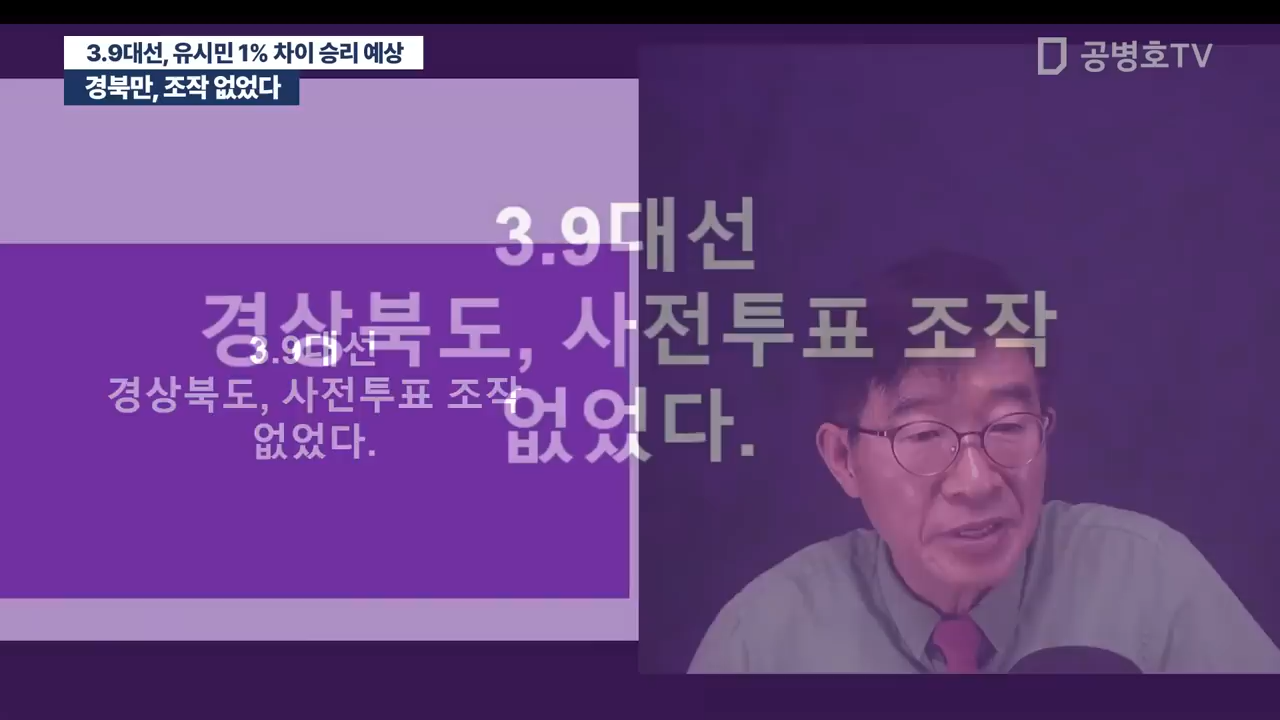 3.9대선, 유시민 1% 차이 승리 예상
경북만, 조작 없었다
공병호TV
3.9대선
경상북도, 사전투표 조작
없었다.
3.9대선
경상북도, 사전투표 조작
없었다.